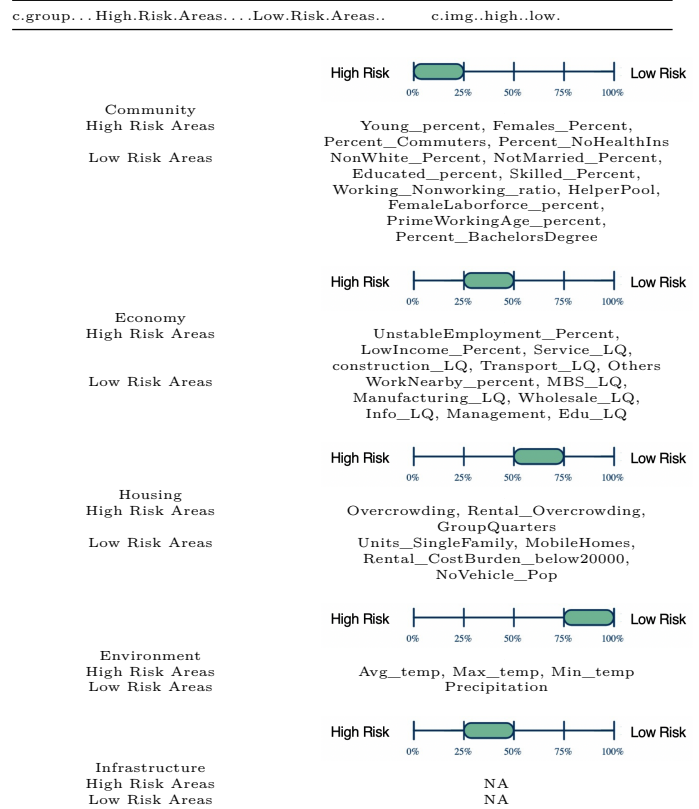 c.group...High.Risk.Areas....Low.Risk.Areas.. c.img..high..low.
High Risk Low Risk
0% 25% 50% 75% 100%
Community
High Risk Areas Young_percent, Females_Percent,
Percent_Commuters, Percent_NoHealthIns
Low Risk Areas NonWhite_Percent, NotMarried_Percent,
Educated_percent, Skilled_Percent,
Working_Nonworking_ratio, HelperPool,
FemaleLaborforce_percent,
PrimeWorkingAge_percent,
Percent_BachelorsDegree
High Risk Low Risk
0% 25% 50% 75% 100%
Economy
High Risk Areas UnstableEmployment_Percent,
LowIncome_Percent, Service_LQ,
construction_LQ, Transport_LQ, Others
Low Risk Areas WorkNearby_percent, MBS_LQ,
Manufacturing_LQ, Wholesale_LQ,
Info_LQ, Management, Edu_LQ
High Risk Low Risk
0% 25% 50% 75% 100%
Housing
High Risk Areas Overcrowding, Rental_Overcrowding,
GroupQuarters
Low Risk Areas Units_SingleFamily, MobileHomes,
Rental_CostBurden_below20000,
NoVehicle_Pop
High Risk Low Risk
0% 25% 50% 75% 100%
Environment
High Risk Areas Avg_temp, Max_temp, Min_temp
Low Risk Areas Precipitation
High Risk Low Risk
0% 25% 50% 75% 100%
Infrastructure
High Risk Areas NA
Low Risk Areas NA